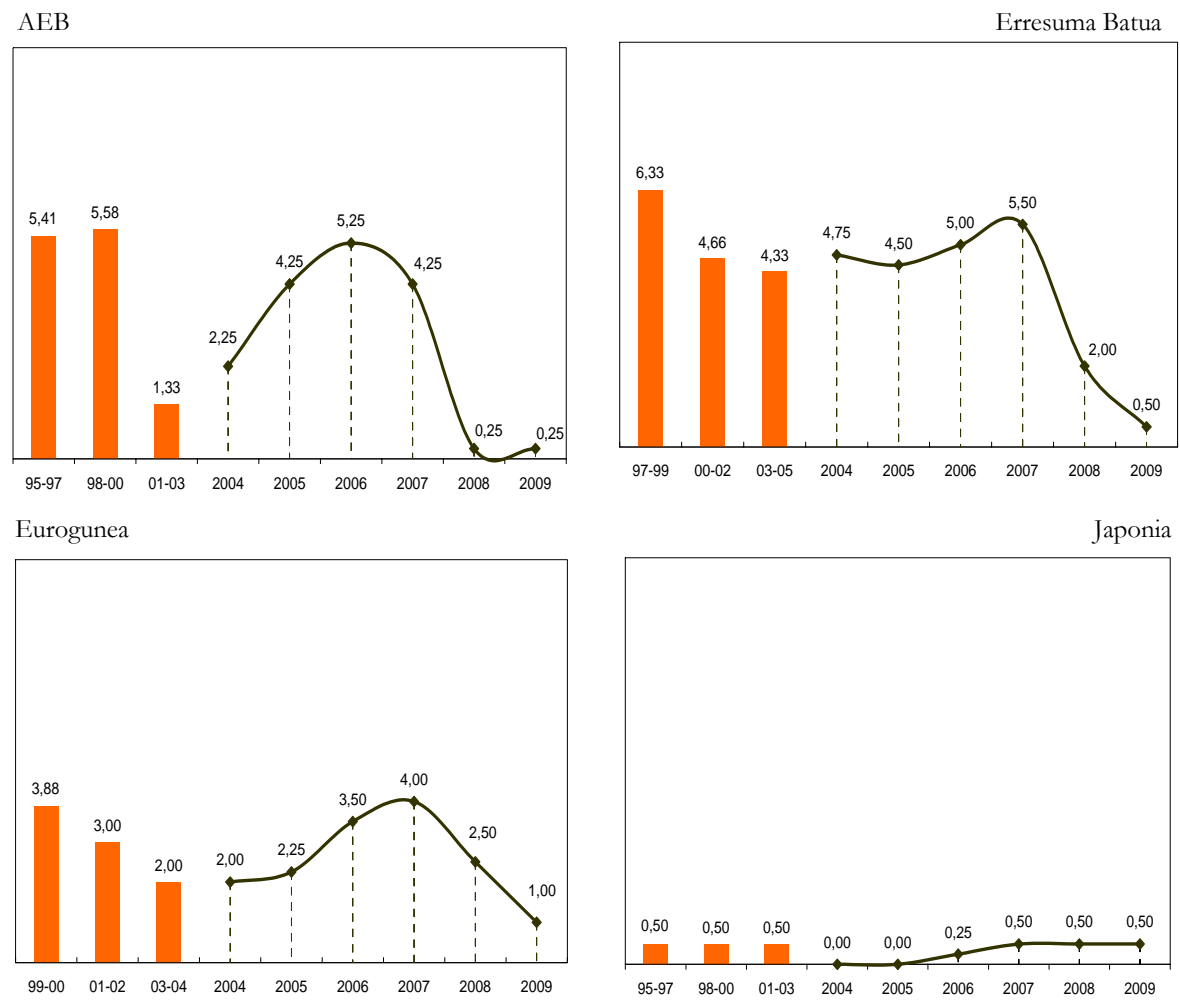 AEB
5,41 5,58 1,33 2,25 4,25 5,25 4,25 0,25 0,25
95-97 98-00 01-03 2004 2005 2006 2007 2008 2009
Erresuma Batua
6,33 4,66 4,33 4,75 4,50 5,00 5,50 2,00 0,50
97-99 00-02 03-05 2004 2005 2006 2007 2008 2009
Eurogunea
3,88 3,00 2,00 2,00 2,25 3,50 4,00 2,50 1,00
99-00 01-02 03-04 2004 2005 2006 2007 2008 2009
Japonia
0,50 0,50 0,50 0,00 0,00 0,25 0,50 0,50 0,50
95-97 98-00 01-03 2004 2005 2006 2007 2008 2009